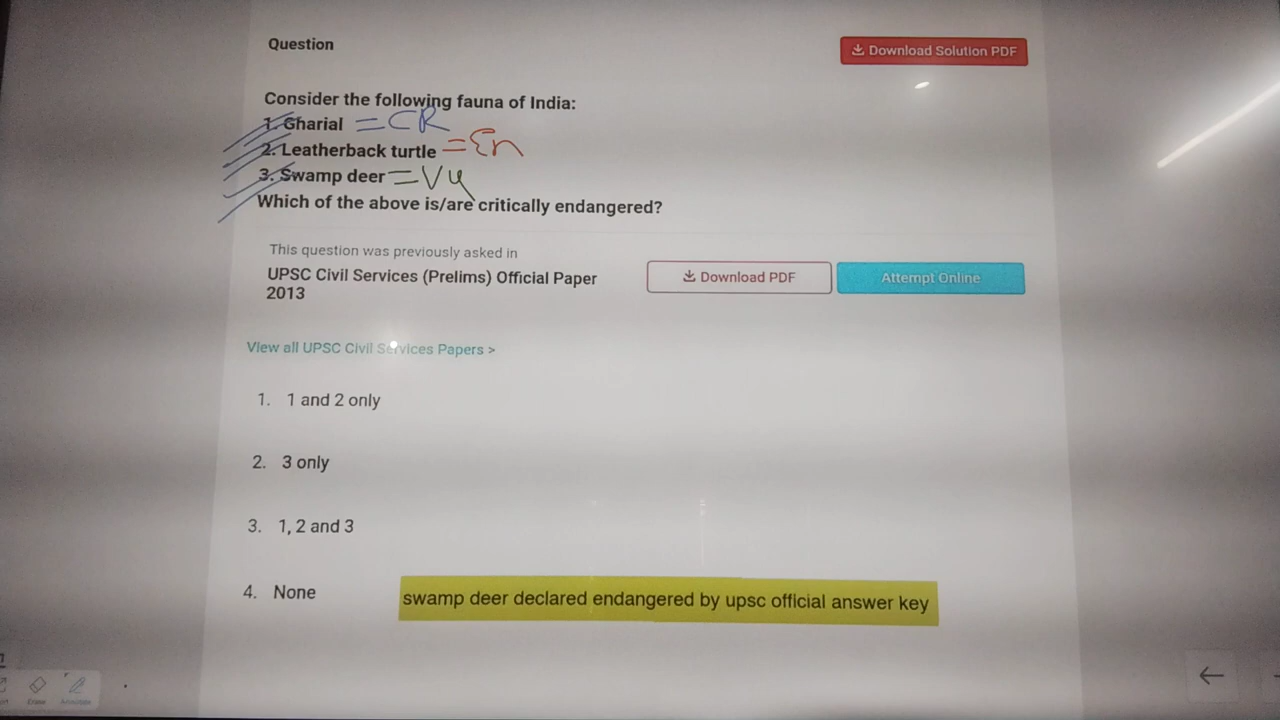 Question
Download Solution PDF
Consider the following fauna of India:
1. Gharial = CR
2. Leatherback turtle = En
3. Swamp deer = Vu
Which of the above is/are critically endangered?
This question was previously asked in
UPSC Civil Services (Prelims) Official Paper
2013
Download PDF
Attempt Online
View all UPSC Civil Services Papers >
1. 1 and 2 only
2. 3 only
3. 1, 2 and 3
4. None
swamp deer declared endangered by upsc official answer key
Erase